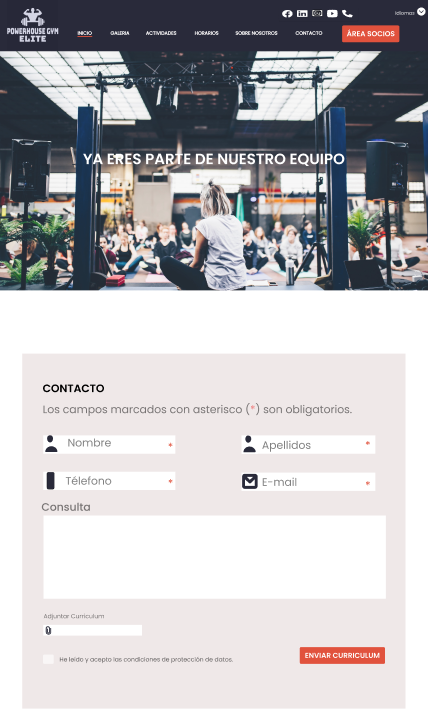 POWERHOUSE GYM
ELITE
idiomas
INICIO
GALERIA
ACTIVIDADES
HORARIOS
SOBRE NOSOTROS
CONTACTO
ÁREA SOCIOS
YA ERES PARTE DE NUESTRO EQUIPO
CONTACTO
Los campos marcados con asterisco (*) son obligatorios.
Nombre *
Apellidos *
Télefono *
E-mail *
Consulta
Adjuntar Curriculum
He leido y acepto las condiciones de protección de datos.
ENVIAR CURRICULUM